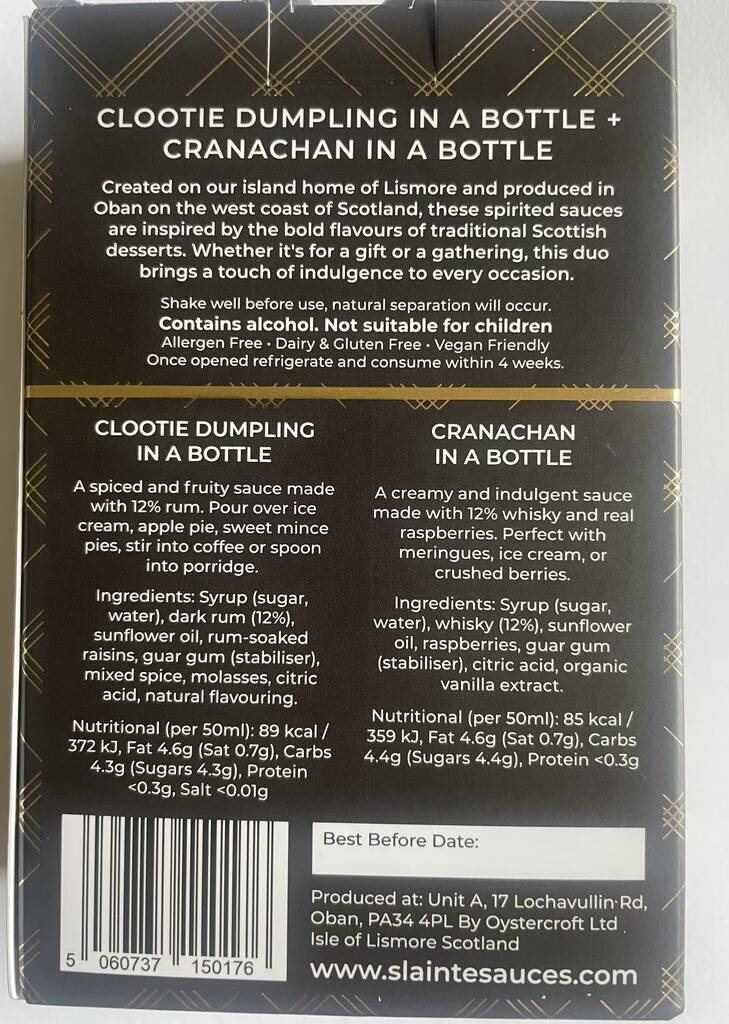 CLOOTIE DUMPLING IN A BOTTLE +
CRANACHAN IN A BOTTLE
Created on our island home of Lismore and produced in
Oban on the west coast of Scotland, these spirited sauces
are inspired by the bold flavours of traditional Scottish
desserts. Whether it's for a gift or a gathering, this duo
brings a touch of indulgence to every occasion.
Shake well before use, natural separation will occur.
Contains alcohol. Not suitable for children
Allergen Free • Dairy & Gluten Free • Vegan Friendly
Once opened refrigerate and consume within 4 weeks.
CLOOTIE DUMPLING
IN A BOTTLE
A spiced and fruity sauce made
with 12% rum. Pour over ice
cream, apple pie, sweet mince
pies, stir into coffee or spoon
into porridge.
Ingredients: Syrup (sugar,
water), dark rum (12%),
sunflower oil, rum-soaked
raisins, guar gum (stabiliser),
mixed spice, molasses, citric
acid, natural flavouring.
Nutritional (per 50ml): 89 kcal /
372 kJ, Fat 4.6g (Sat 0.7g), Carbs
4.3g (Sugars 4.3g), Protein
<0.3g, Salt <0.01g
CRANACHAN
IN A BOTTLE
A creamy and indulgent sauce
made with 12% whisky and real
raspberries. Perfect with
meringues, ice cream, or
crushed berries.
Ingredients: Syrup (sugar,
water), whisky (12%), sunflower
oil, raspberries, guar gum
(stabiliser), citric acid, organic
vanilla extract.
Nutritional (per 50ml): 85 kcal /
359 kJ, Fat 4.6g (Sat 0.7g), Carbs
4.4g (Sugars 4.4g), Protein <0.3g
5 060737 150176
Best Before Date:
Produced at: Unit A, 17 Lochavullin Rd,
Oban, PA34 4PL By Oystercroft Ltd
Isle of Lismore Scotland
www.slaintesauces.com